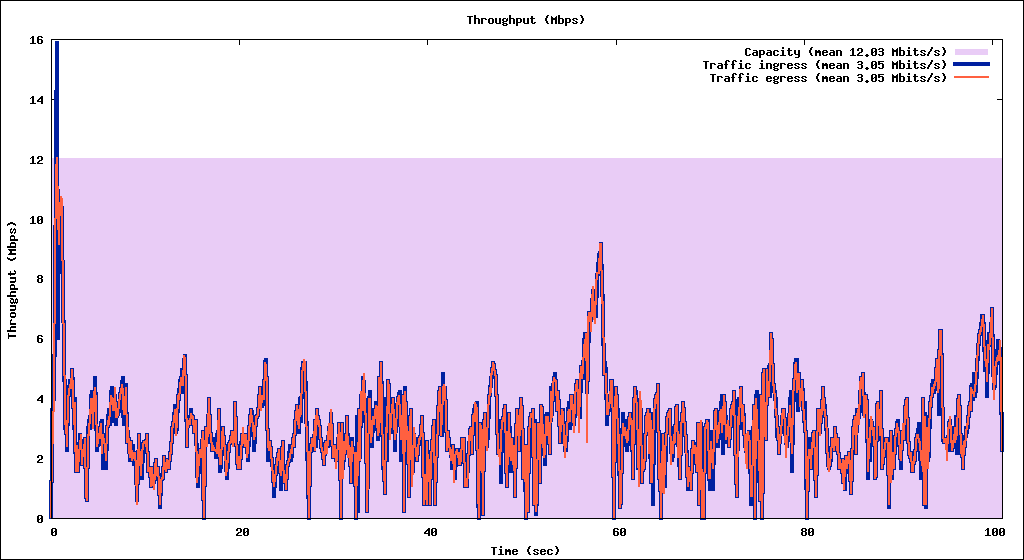 Throughput (Mbps)
Capacity (mean 12.03 Mbits/s)
Traffic ingress (mean 3.05 Mbits/s)
Traffic egress (mean 3.05 Mbits/s)
Throughput (Mbps)
16
14
12
10
8
6
4
2
0
0 20 40 60 80 100
Time (sec)